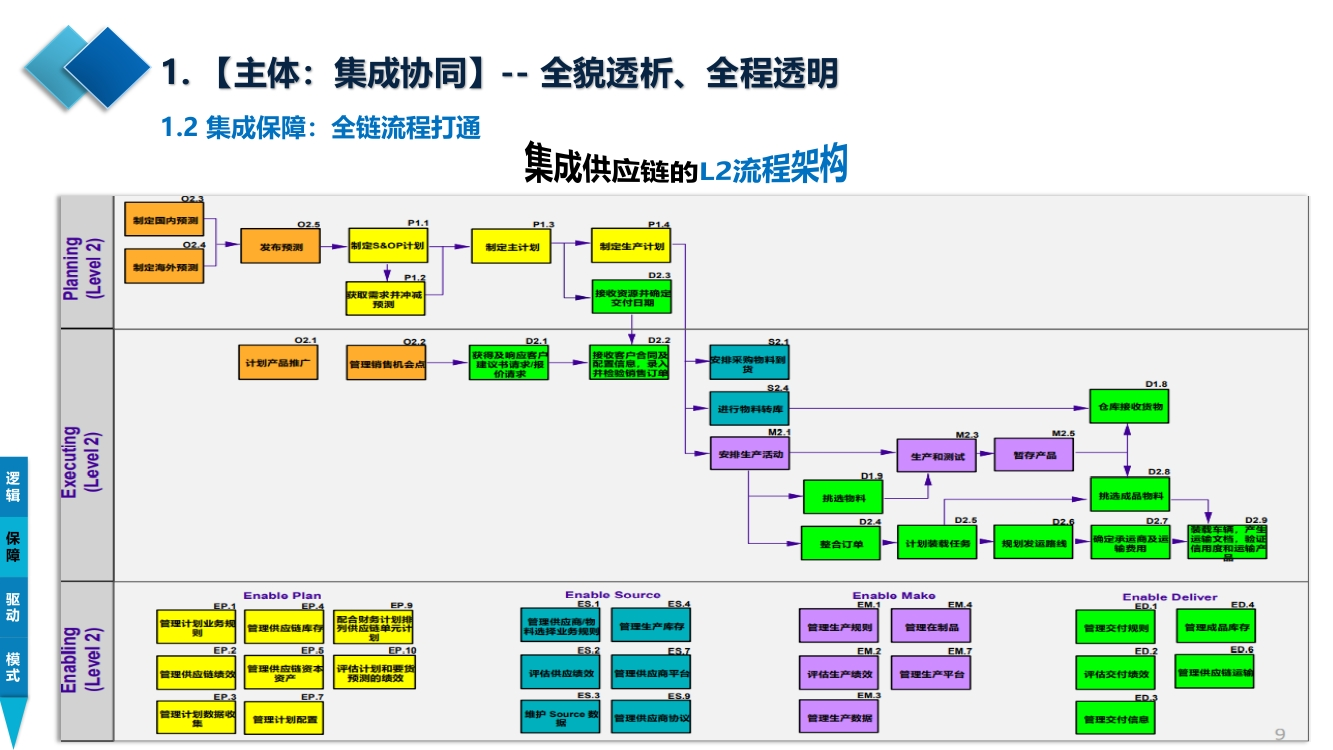 1. 【主体：集成协同】-- 全貌透析、全程透明
1.2 集成保障：全链流程打通
集成供应链的L2流程架构
Planning
(Level 2)
O2.3
制定国内预测
O2.4
制定海外预测
O2.5
发布预测
P1.1
制定S&OP计划
P1.2
获取需求并冲减
预测
P1.3
制定主计划
P1.4
制定生产计划
D2.3
接收资源并确定
交付日期
Executing
(Level 2)
O2.1
计划产品推广
O2.2
管理销售机会点
D2.1
获得及响应客户
建议书请求/报
价请求
D2.2
接收客户合同及
配置信息，录入
并检验销售订单
S2.1
安排采购物料到
货
S2.4
进行物料转库
M2.1
安排生产活动
D1.8
仓库接收货物
M2.3
生产和测试
M2.5
暂存产品
D1.9
挑选物料
D2.8
挑选成品物料
D2.4
整合订单
D2.5
计划装载任务
D2.6
规划发运路线
D2.7
确定承运商及运
输费用
D2.9
装载车辆，产生
运输文档，验证
信用度和运输产
品
Enabling
(Level 2)
Enable Plan
EP.1
管理计划业务规
则
EP.4
管理供应链库存
EP.9
配合财务计划排
列供应链单元计
划
EP.2
管理供应链绩效
EP.5
管理供应链资本
资产
EP.10
评估计划和要货
预测的绩效
EP.3
管理计划数据收
集
EP.7
管理计划配置
Enable Source
ES.1
管理供应商/物
料选择业务规则
ES.4
管理生产库存
ES.2
评估供应绩效
ES.7
管理供应商平台
ES.3
维护 Source 数
据
ES.9
管理供应商协议
Enable Make
EM.1
管理生产规则
EM.4
管理在制品
EM.2
评估生产绩效
EM.7
管理生产平台
EM.3
管理生产数据
Enable Deliver
ED.1
管理交付规则
ED.4
管理成品库存
ED.2
评估交付绩效
ED.6
管理供应链运输
ED.3
管理交付信息
逻辑
保障
驱动
模式
9